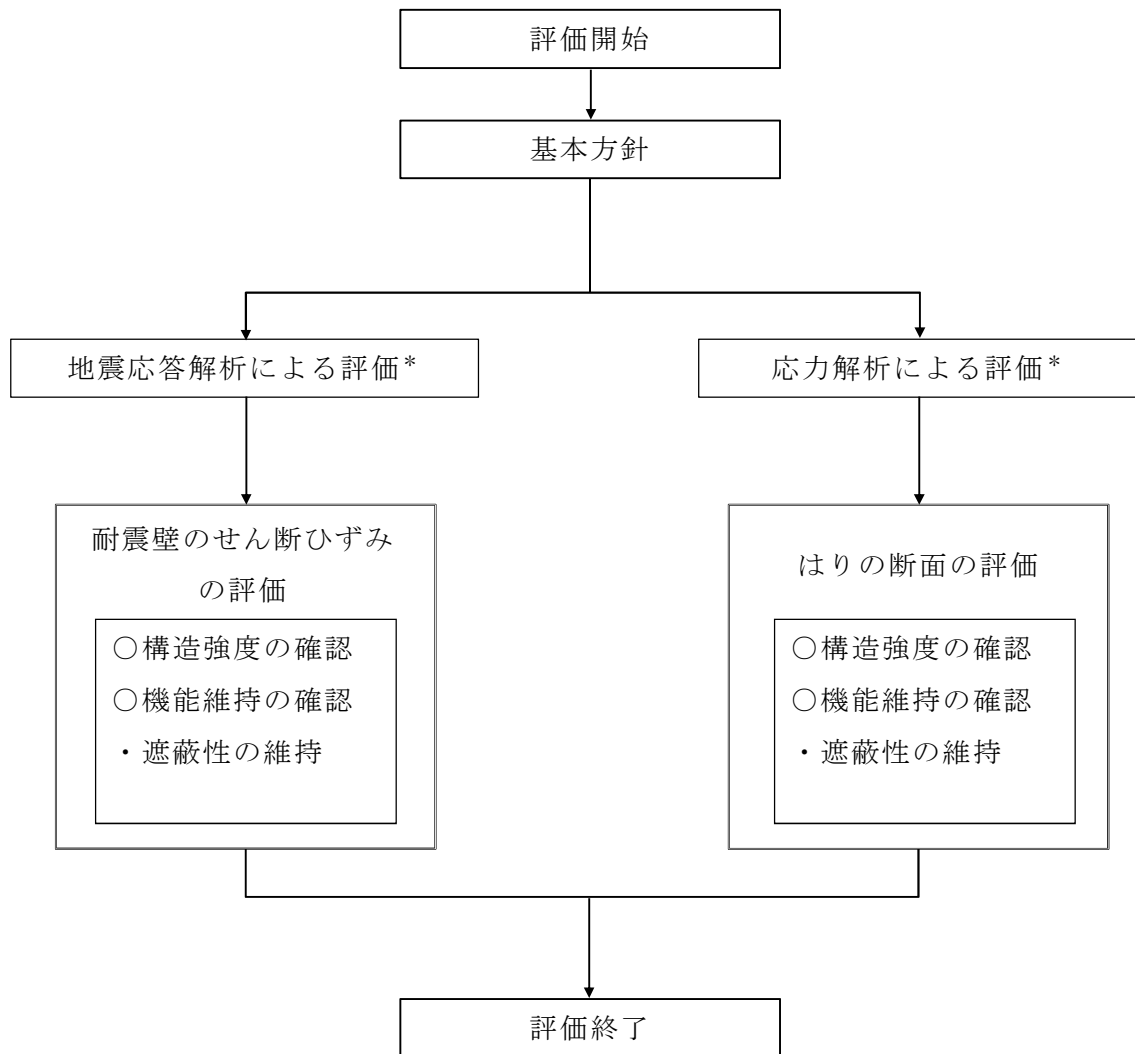 評価開始
基本方針
地震応答解析による評価*
応力解析による評価*
耐震壁のせん断ひずみ
の評価
○構造強度の確認
○機能維持の確認
・遮蔽性の維持
はりの断面の評価
○構造強度の確認
○機能維持の確認
・遮蔽性の維持
評価終了